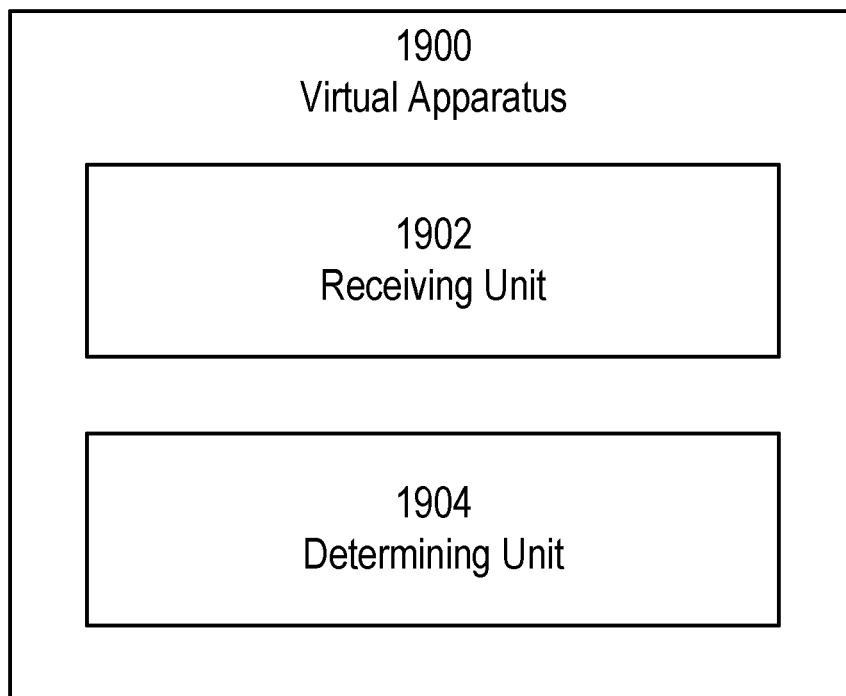 1900
Virtual Apparatus
1902
Receiving Unit
1904
Determining Unit